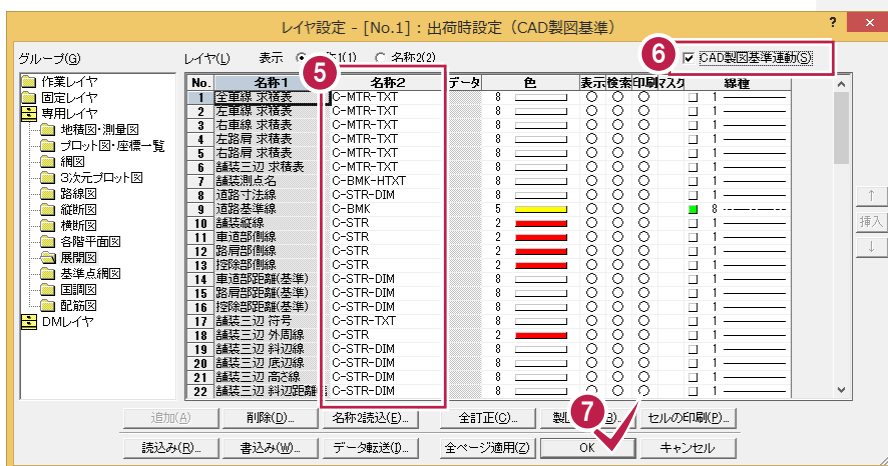 レイヤ設定 - [No.1]:出荷時設定(CAD製図基準) ? ×
グループ(G) レイヤ(L) 表示 (1) 名称2(2) 6 CAD製図基準連動(S)
5
作業レイヤ
固定レイヤ
専用レイヤ
地積図・測量図
プロット図・座標一覧
網図
3次元プロット図
路線図
縦断図
横断図
各階平面図
展開図
基準点網図
国調図
配筋図
DMレイヤ
No. 名称1 名称2 データ 色 表示 検索 印刷 マスク 線種
1 全車線 求積表 C-MTR-TXT 8 1
2 左車線 求積表 C-MTR-TXT 8 1
3 右車線 求積表 C-MTR-TXT 8 1
4 左路肩 求積表 C-MTR-TXT 8 1
5 右路肩 求積表 C-MTR-TXT 8 1
6 舗装三辺 求積表 C-MTR-TXT 8 1
7 舗装測点名 C-BMK-HTXT 8 1
8 道路寸法線 C-STR-DIM 8 1
9 道路基準線 C-BMK 5 8
10 舗装縦線 C-STR 2 1
11 車道部側線 C-STR 2 1
12 路肩部側線 C-STR 2 1
13 控除部側線 C-STR 2 1
14 車道部距離(基準) C-STR-DIM 8 1
15 路肩部距離(基準) C-STR-DIM 8 1
16 控除部距離(基準) C-STR-DIM 8 1
17 舗装三辺 符号 C-STR-TXT 8 1
18 舗装三辺 外周線 C-STR 2 1
19 舗装三辺 斜辺線 C-STR-DIM 8 1
20 舗装三辺 底辺線 C-STR-DIM 8 1
21 舗装三辺 高さ線 C-STR-DIM 8 1
22 舗装三辺 斜辺距離 C-STR-DIM 8 1
↑
挿入
↓
追加(A) 削除(D)... 名称2読込(E)... 全訂正(C)... 製 7 セルの印刷(P)...
読込み(R)... 書込み(W)... データ転送(I)... 全ページ適用(Z) OK キャンセル